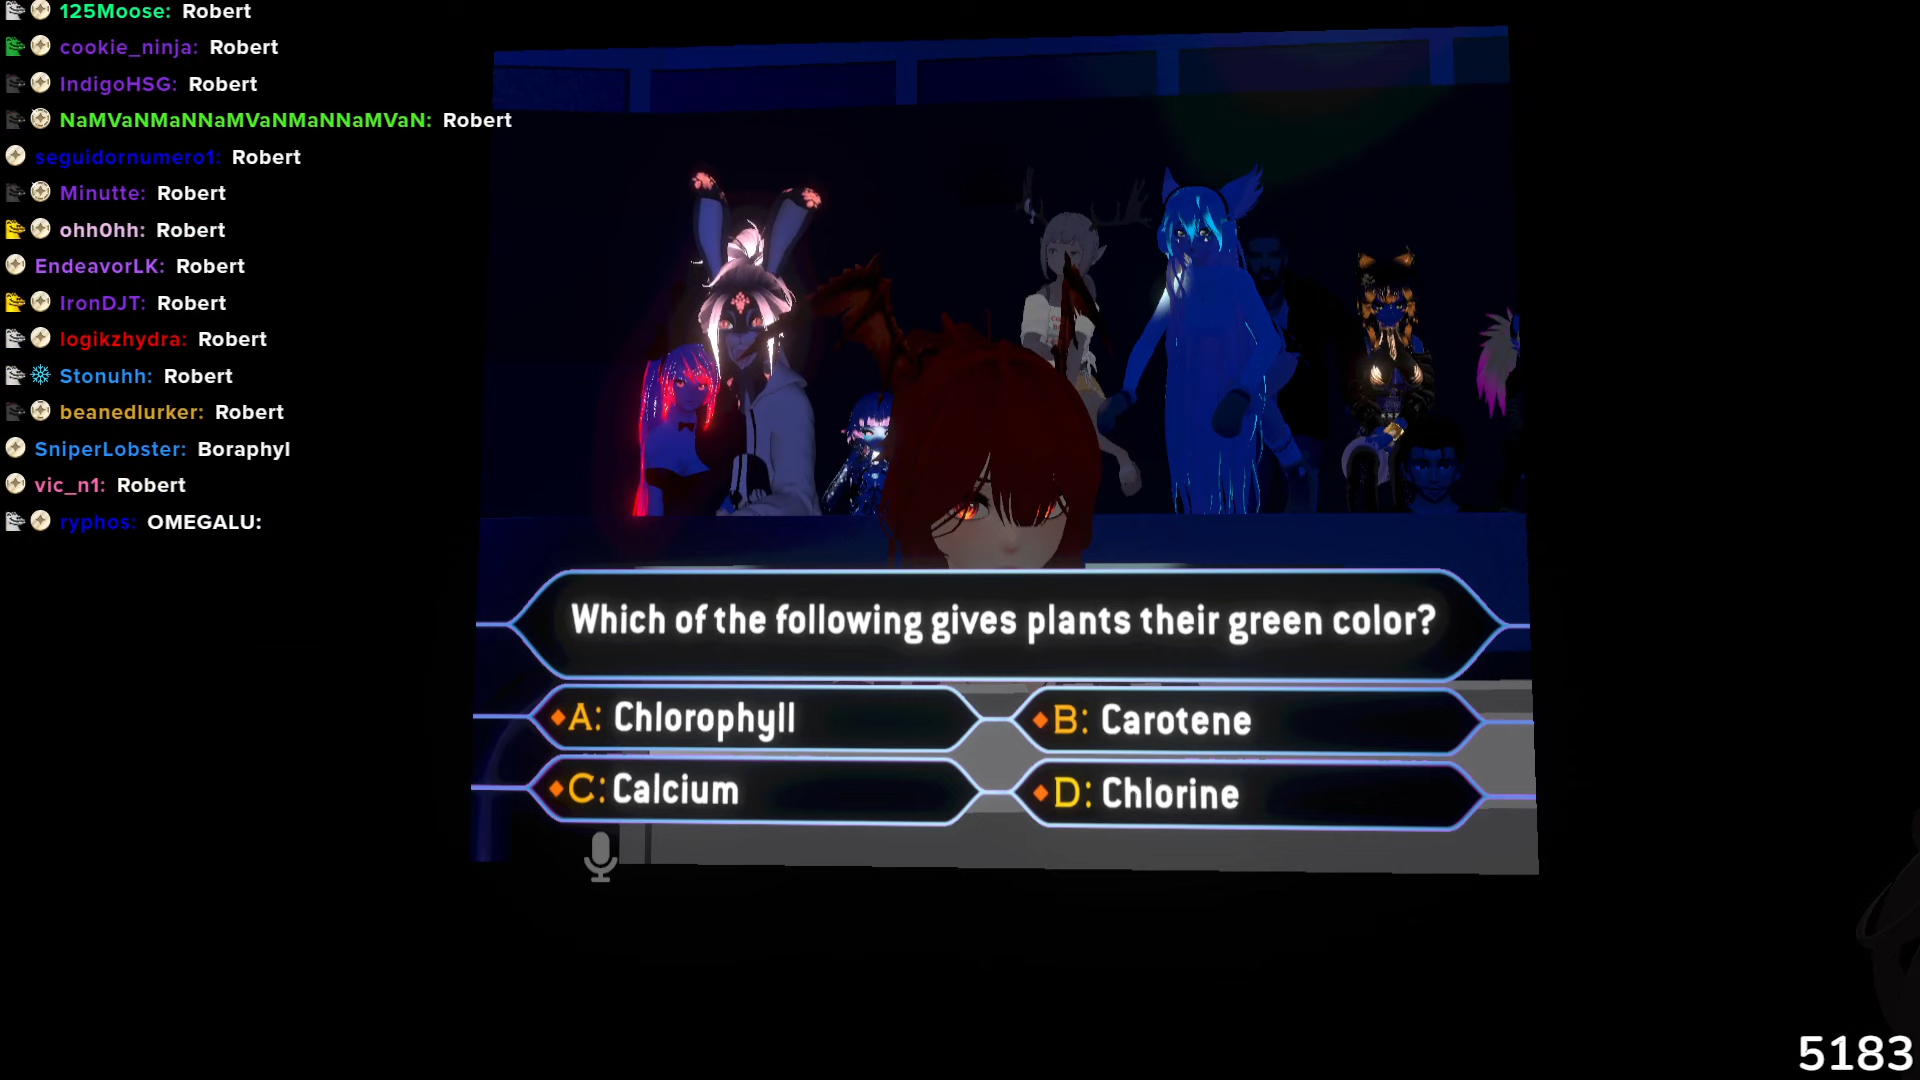 125Moose: Robert
cookie_ninja: Robert
IndigoHSG: Robert
NaMVaNMaNNaMVaNMaNNaMVaN: Robert
seguidornumero1: Robert
Minutte: Robert
ohh0hh: Robert
EndeavorLK: Robert
IronDJT: Robert
logikzhydra: Robert
Stonuhh: Robert
beanedlurker: Robert
SniperLobster: Boraphyl
vic_n1: Robert
ryphos: OMEGALU:
Which of the following gives plants their green color?
A: Chlorophyll
B: Carotene
C: Calcium
D: Chlorine
5183